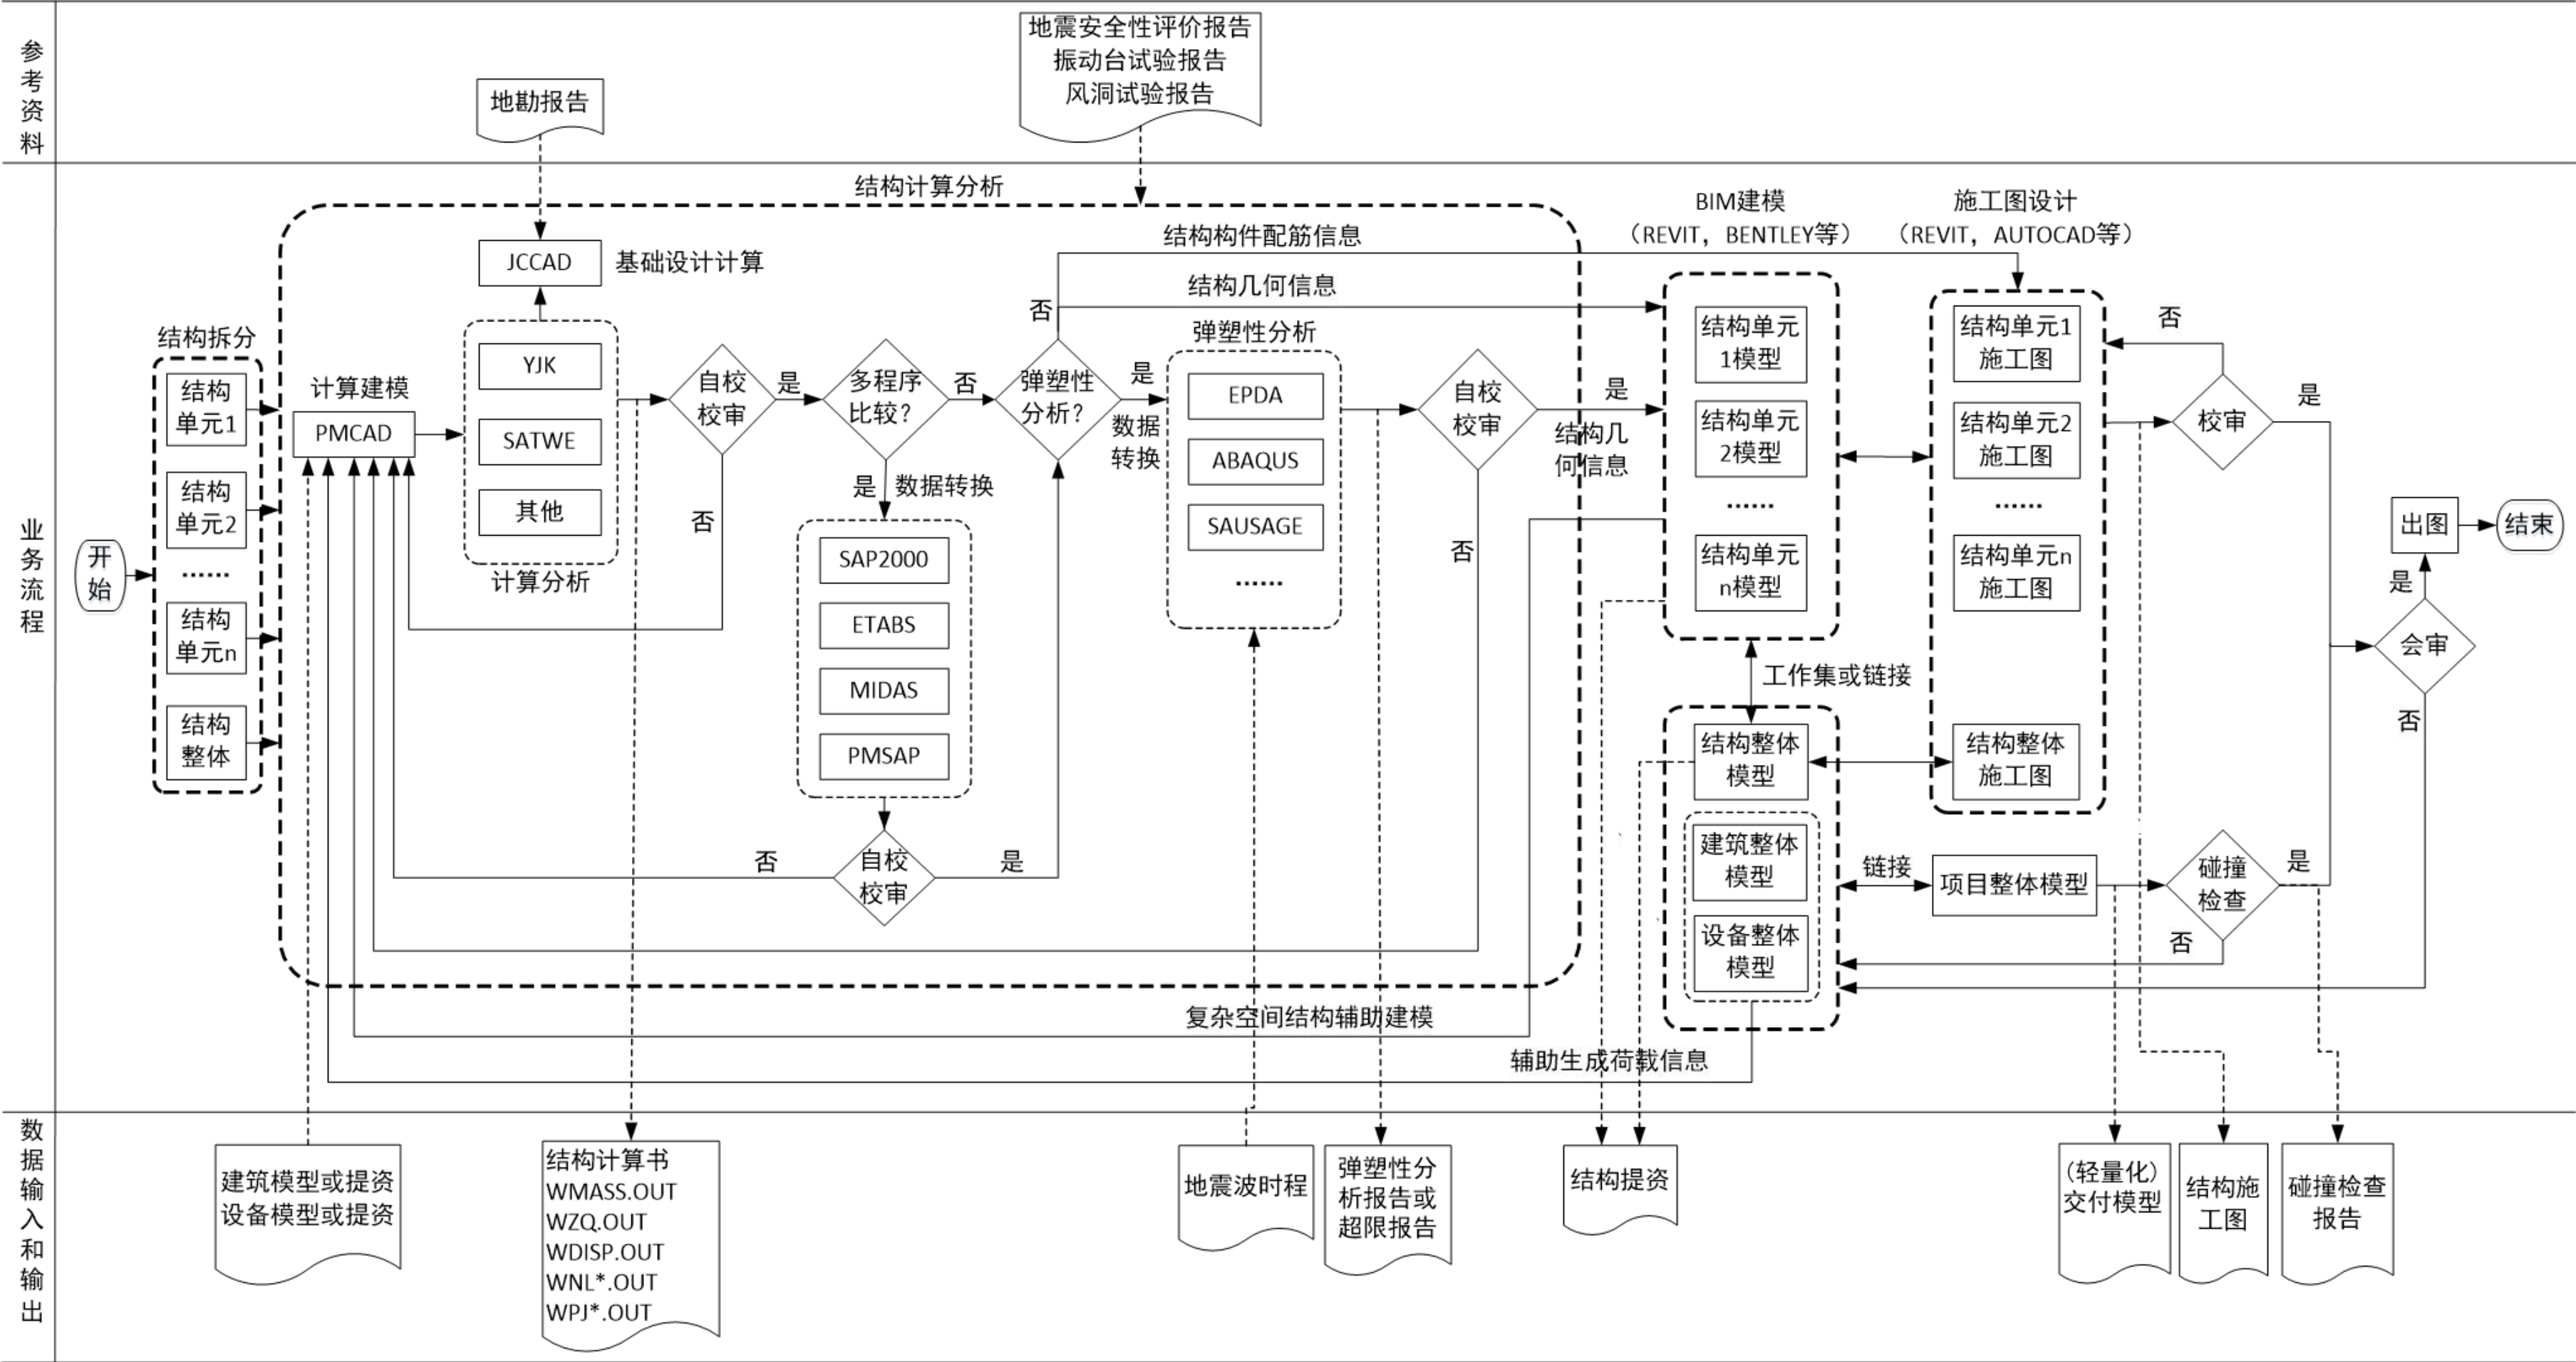 参考资料
地勘报告
地震安全性评价报告
振动台试验报告
风洞试验报告
业务流程
开始
结构拆分
结构
单元1
结构
单元2
……
结构
单元n
结构
整体
结构计算分析
计算建模
PMCAD
JCCAD
基础设计计算
YJK
SATWE
其他
计算分析
自校
校审
是
否
多程序
比较？
否
是
数据转换
SAP2000
ETABS
MIDAS
PMSAP
自校
校审
否
是
弹塑性
分析？
否
是
数据
转换
结构构件配筋信息
结构几何信息
弹塑性分析
EPDA
ABAQUS
SAUSAGE
……
自校
校审
是
结构几
何信息
否
复杂空间结构辅助建模
辅助生成荷载信息
BIM建模
（REVIT，BENTLEY等）
结构单元
1模型
结构单元
2模型
……
结构单元
n模型
工作集或链接
结构整体
模型
建筑整体
模型
设备整体
模型
施工图设计
（REVIT，AUTOCAD等）
结构单元1
施工图
结构单元2
施工图
……
结构单元n
施工图
结构整体
施工图
链接
项目整体模型
否
校审
是
碰撞
检查
是
否
出图
结束
是
会审
否
数据输入和输出
建筑模型或提资
设备模型或提资
结构计算书
WMASS.OUT
WZQ.OUT
WDISP.OUT
WNL*.OUT
WPJ*.OUT
地震波时程
弹塑性分
析报告或
超限报告
结构提资
（轻量化）
交付模型
结构施
工图
碰撞检查
报告